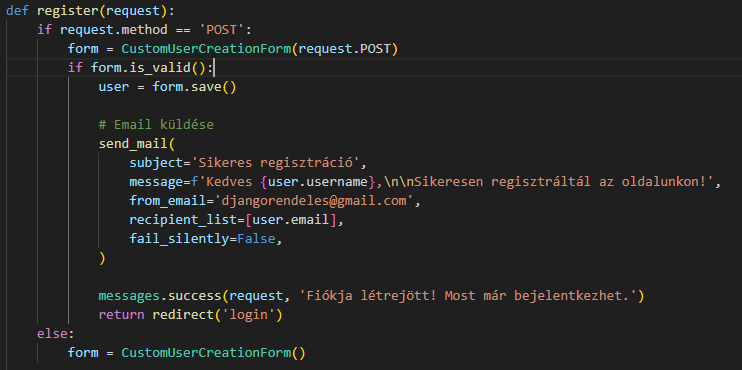 def register(request):
    if request.method == 'POST':
        form = CustomUserCreationForm(request.POST)
        if form.is_valid():
            user = form.save()

            # Email küldése
            send_mail(
                subject='Sikeres regisztráció',
                message=f'Kedves {user.username},\n\nSikeresen regisztráltál az oldalunkon!',
                from_email='djangorendeles@gmail.com',
                recipient_list=[user.email],
                fail_silently=False,
            )

            messages.success(request, 'Fiókja létrejött! Most már bejelentkezhet.')
            return redirect('login')
    else:
        form = CustomUserCreationForm()